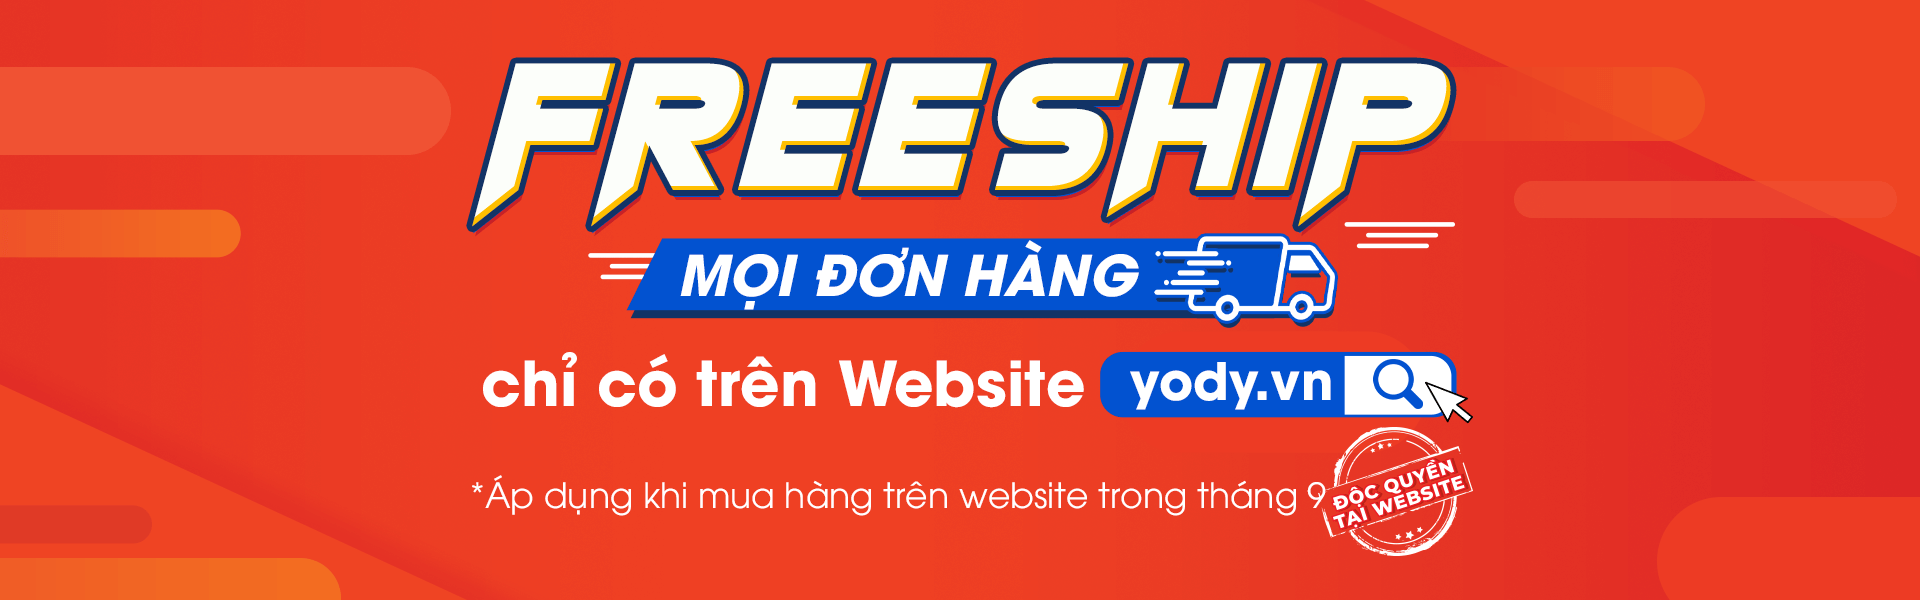 FREESHIP
MỌI ĐƠN HÀNG
chỉ có trên Website yody.vn
*Áp dụng khi mua hàng trên website trong tháng 9
ĐỘC QUYỀN
TẠI WEBSITE